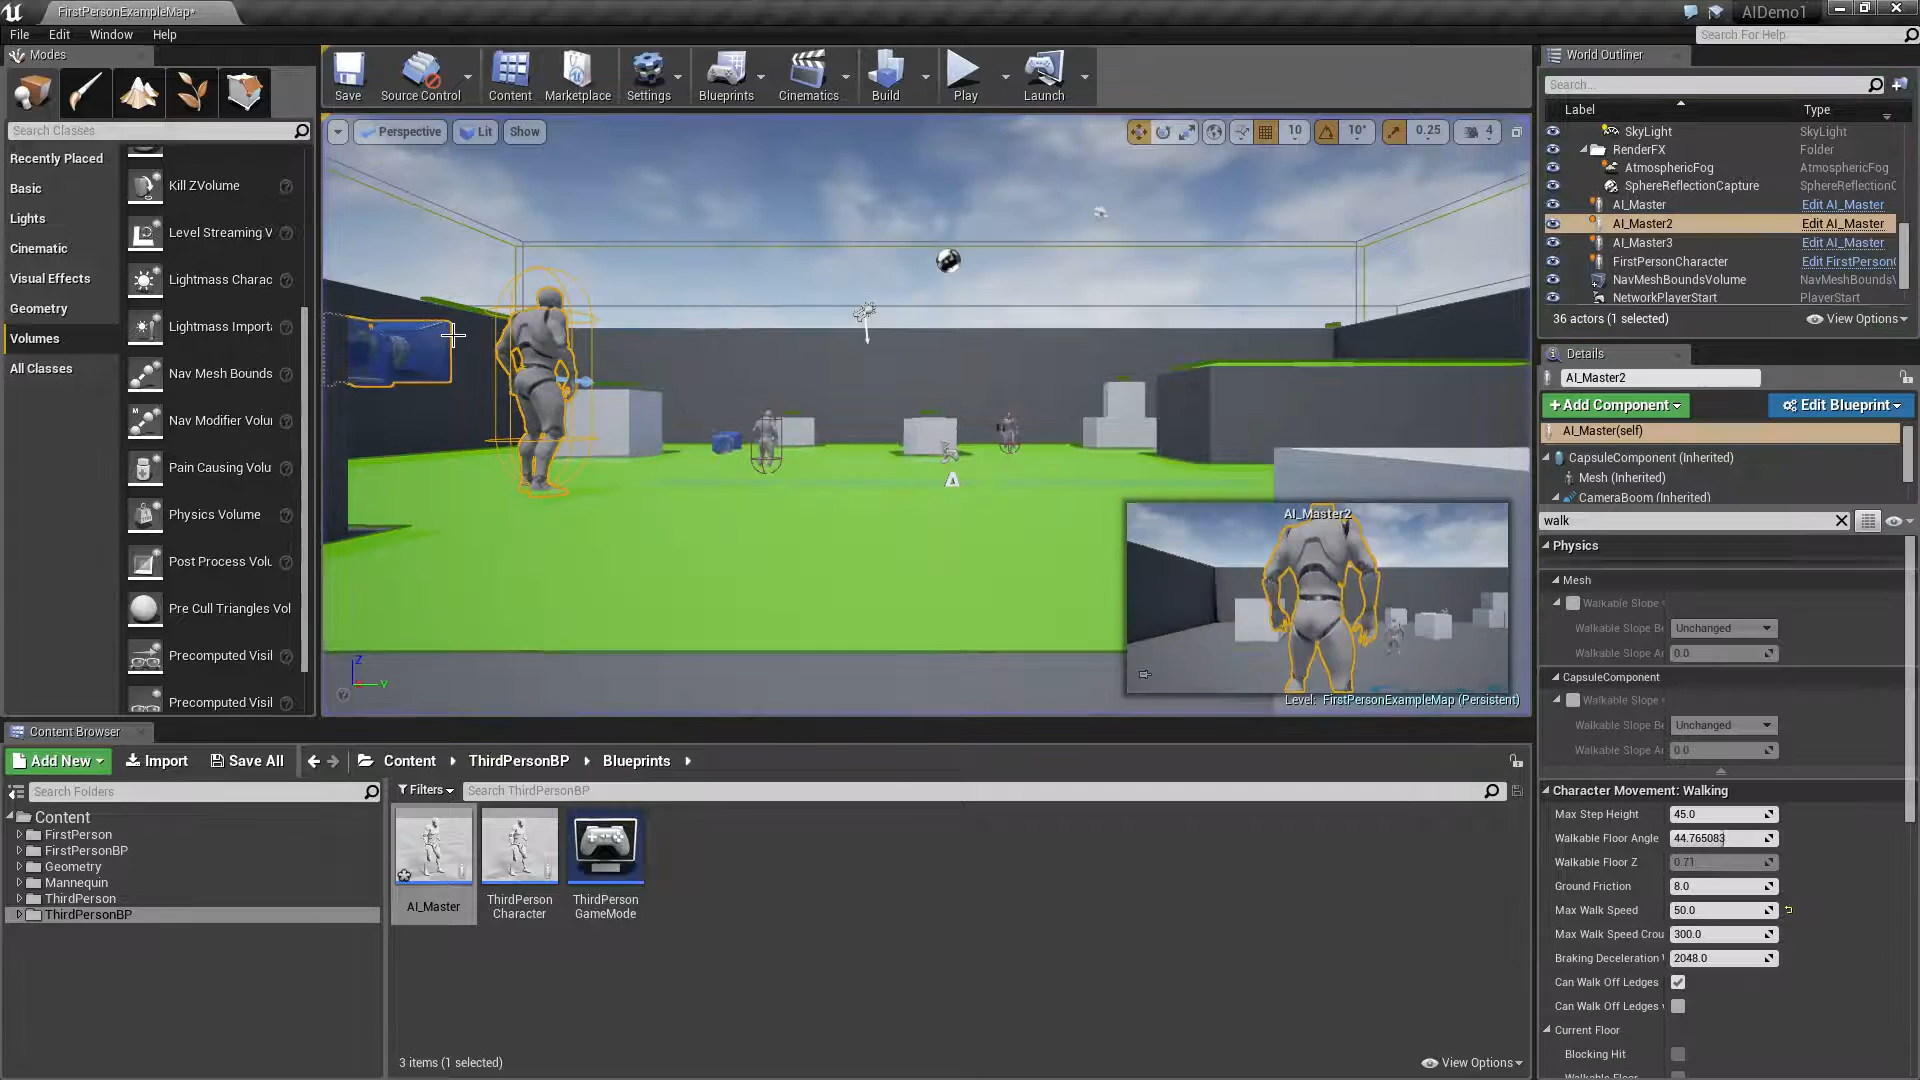 FirstPersonExampleMap*
AIDemo1
File Edit Window Help
Search For Help
Modes
Search Classes
Recently Placed
Basic
Lights
Cinematic
Visual Effects
Geometry
Volumes
All Classes
Kill ZVolume
Level Streaming V
Lightmass Charac
Lightmass Importa
Nav Mesh Bounds
Nav Modifier Volu
Pain Causing Volu
Physics Volume
Post Process Volu
Pre Cull Triangles Vol
Precomputed Visil
Precomputed Visil
Save Source Control Content Marketplace Settings Blueprints Cinematics Build Play Launch
Perspective Lit Show
10 10° 0.25 4
AI_Master2
Level: FirstPersonExampleMap (Persistent)
World Outliner
Search...
Label Type
SkyLight SkyLight
RenderFX Folder
AtmosphericFog AtmosphericFog
SphereReflectionCapture SphereReflectionC
AI_Master Edit AI_Master
AI_Master2 Edit AI_Master
AI_Master3 Edit AI_Master
FirstPersonCharacter Edit FirstPersonC
NavMeshBoundsVolume NavMeshBoundsV
NetworkPlayerStart PlayerStart
36 actors (1 selected) View Options
Details
AI_Master2
+Add Component Edit Blueprint
AI_Master(self)
CapsuleComponent (Inherited)
Mesh (Inherited)
CameraBoom (Inherited)
walk
Physics
Mesh
Walkable Slope
Walkable Slope Be Unchanged
Walkable Slope Ar 0.0
CapsuleComponent
Walkable Slope
Walkable Slope Be Unchanged
Walkable Slope Ar 0.0
Character Movement: Walking
Max Step Height 45.0
Walkable Floor Angle 44.765083
Walkable Floor Z 0.71
Ground Friction 8.0
Max Walk Speed 50.0
Max Walk Speed Crou 300.0
Braking Deceleration 2048.0
Can Walk Off Ledges
Can Walk Off Ledges
Current Floor
Blocking Hit
Content Browser
Add New Import Save All Content ThirdPersonBP Blueprints
Search Folders
Filters Search ThirdPersonBP
Content
FirstPerson
FirstPersonBP
Geometry
Mannequin
ThirdPerson
ThirdPersonBP
AI_Master
ThirdPerson
Character
ThirdPerson
GameMode
3 items (1 selected) View Options